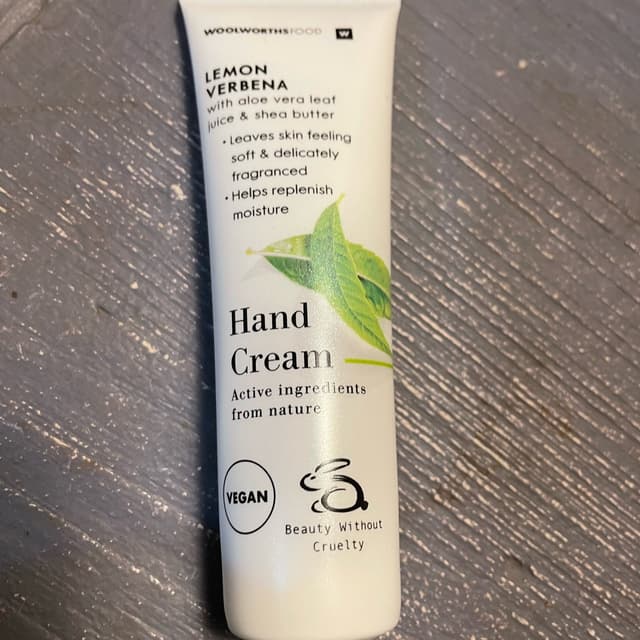 WOOLWORTHSFOOD W
LEMON
VERBENA
with aloe vera leaf
juice & shea butter
• Leaves skin feeling
soft & delicately
fragranced
• Helps replenish
moisture
Hand
Cream
Active ingredients
from nature
VEGAN
Beauty Without
Cruelty